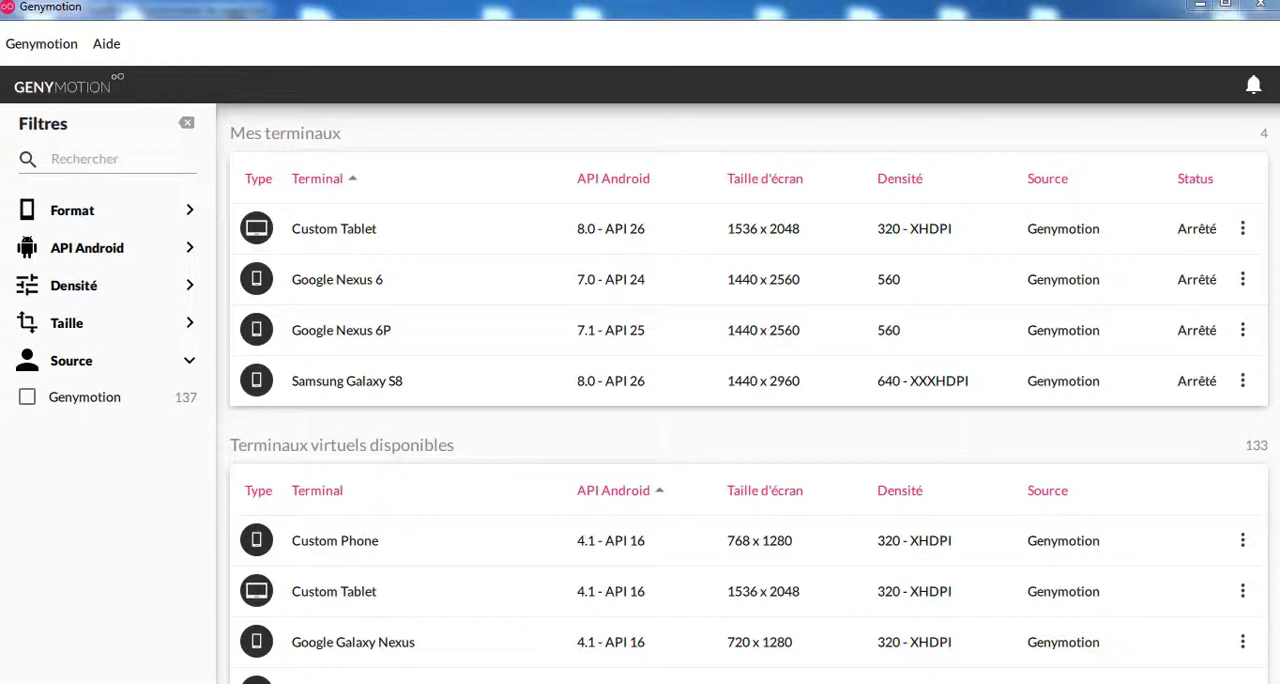 Genymotion
Genymotion Aide
GENYMOTION
Filtres
Rechercher
Format
API Android
Densité
Taille
Source
Genymotion 137
Mes terminaux 4
Type Terminal API Android Taille d'écran Densité Source Status
Custom Tablet 8.0 - API 26 1536 x 2048 320 - XHDPI Genymotion Arrêté
Google Nexus 6 7.0 - API 24 1440 x 2560 560 Genymotion Arrêté
Google Nexus 6P 7.1 - API 25 1440 x 2560 560 Genymotion Arrêté
Samsung Galaxy S8 8.0 - API 26 1440 x 2960 640 - XXXHDPI Genymotion Arrêté
Terminaux virtuels disponibles 133
Type Terminal API Android Taille d'écran Densité Source
Custom Phone 4.1 - API 16 768 x 1280 320 - XHDPI Genymotion
Custom Tablet 4.1 - API 16 1536 x 2048 320 - XHDPI Genymotion
Google Galaxy Nexus 4.1 - API 16 720 x 1280 320 - XHDPI Genymotion